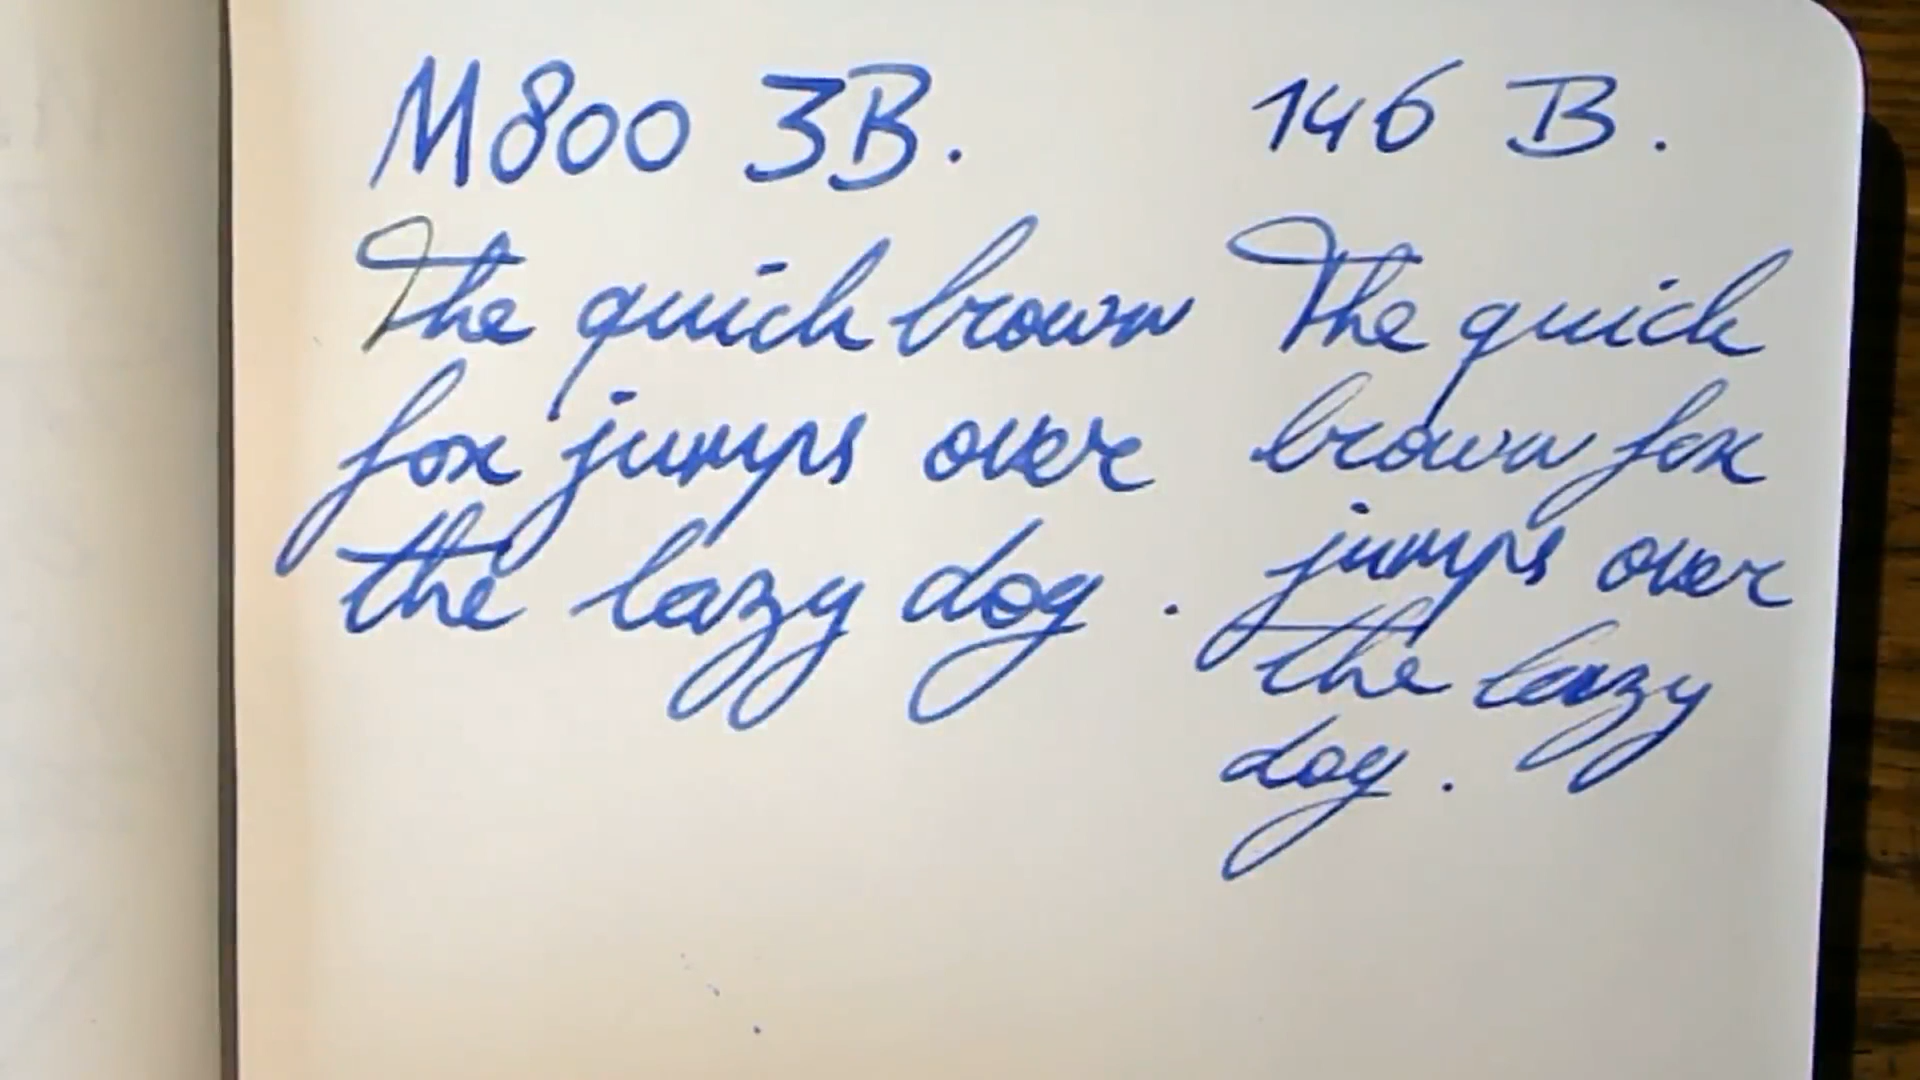 M800 3B.
The quick brown
fox jumps over
the lazy dog.
146 B.
The quick
brown fox
jumps over
the lazy
dog.